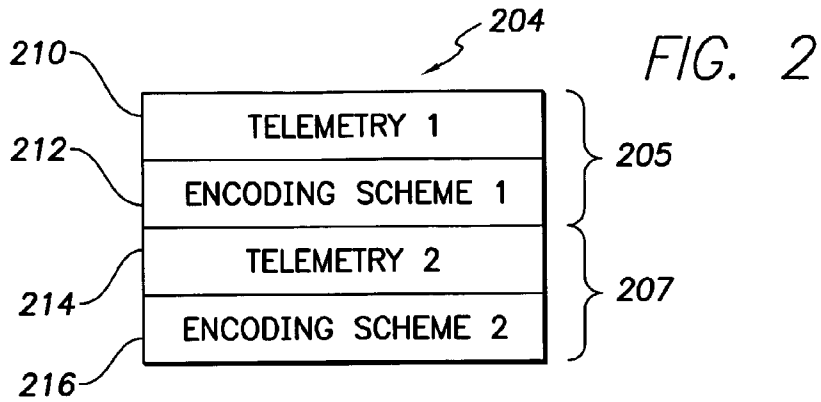 204
FIG. 2
210
TELEMETRY 1
212
ENCODING SCHEME 1
205
TELEMETRY 2
214
207
ENCODING SCHEME 2
216